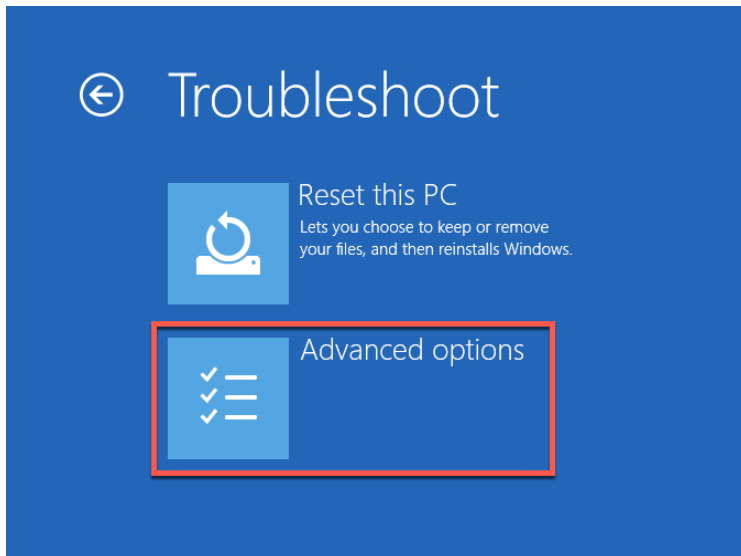 Troubleshoot
Reset this PC
Lets you choose to keep or remove
your files, and then reinstalls Windows.
Advanced options